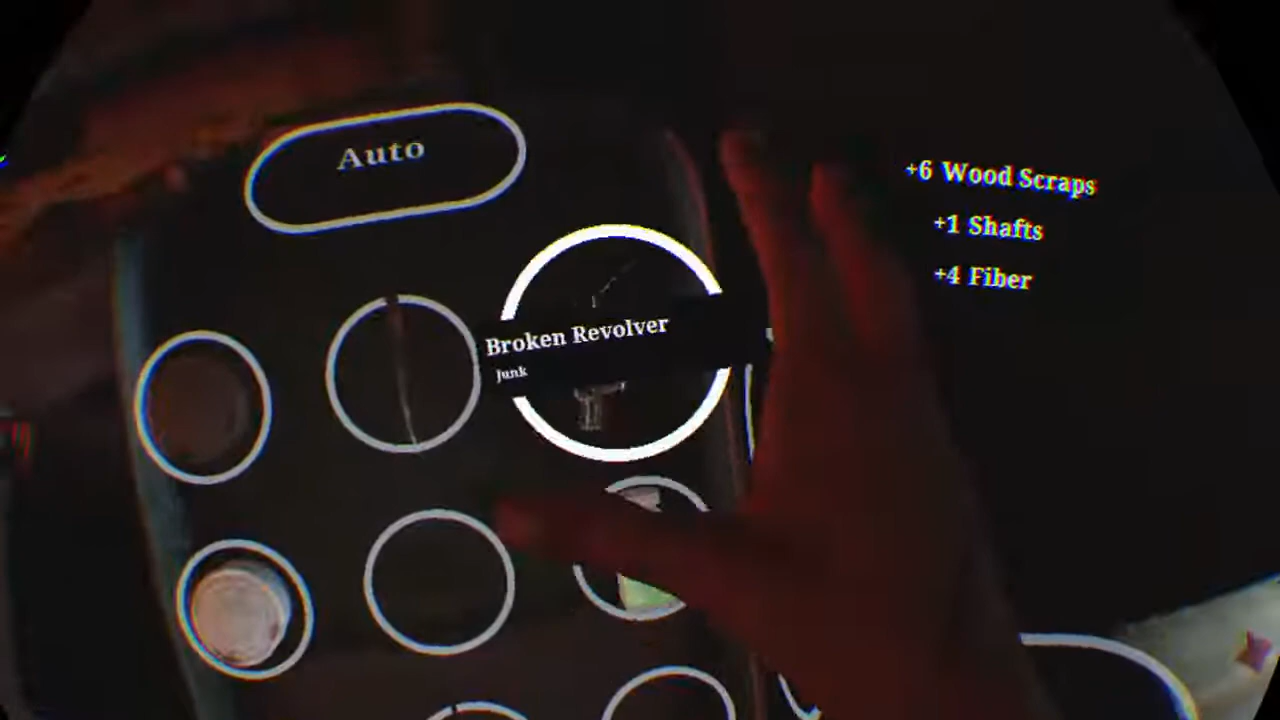 Auto
+6 Wood Scraps
+1 Shafts
+4 Fiber
Broken Revolver
Junk